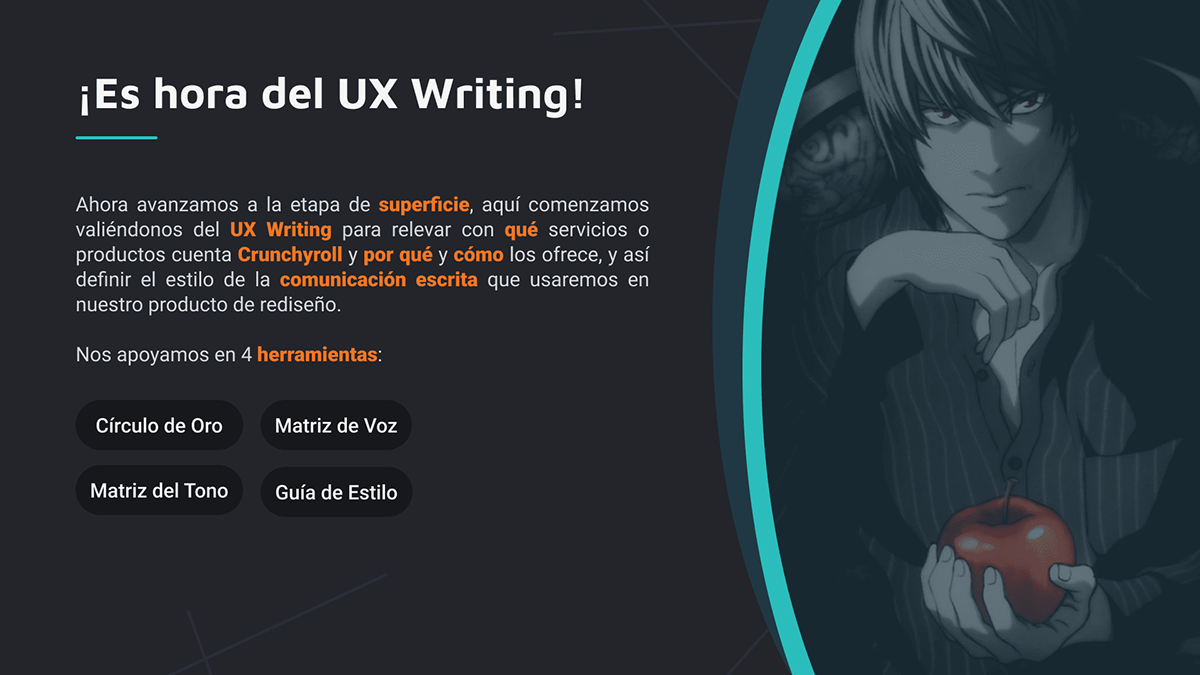 ¡Es hora del UX Writing!
Ahora avanzamos a la etapa de superficie, aquí comenzamos
valiéndonos del UX Writing para relevar con qué servicios o
productos cuenta Crunchyroll y por qué y cómo los ofrece, y así
definir el estilo de la comunicación escrita que usaremos en
nuestro producto de rediseño.
Nos apoyamos en 4 herramientas:
Círculo de Oro
Matriz de Voz
Matriz del Tono
Guía de Estilo